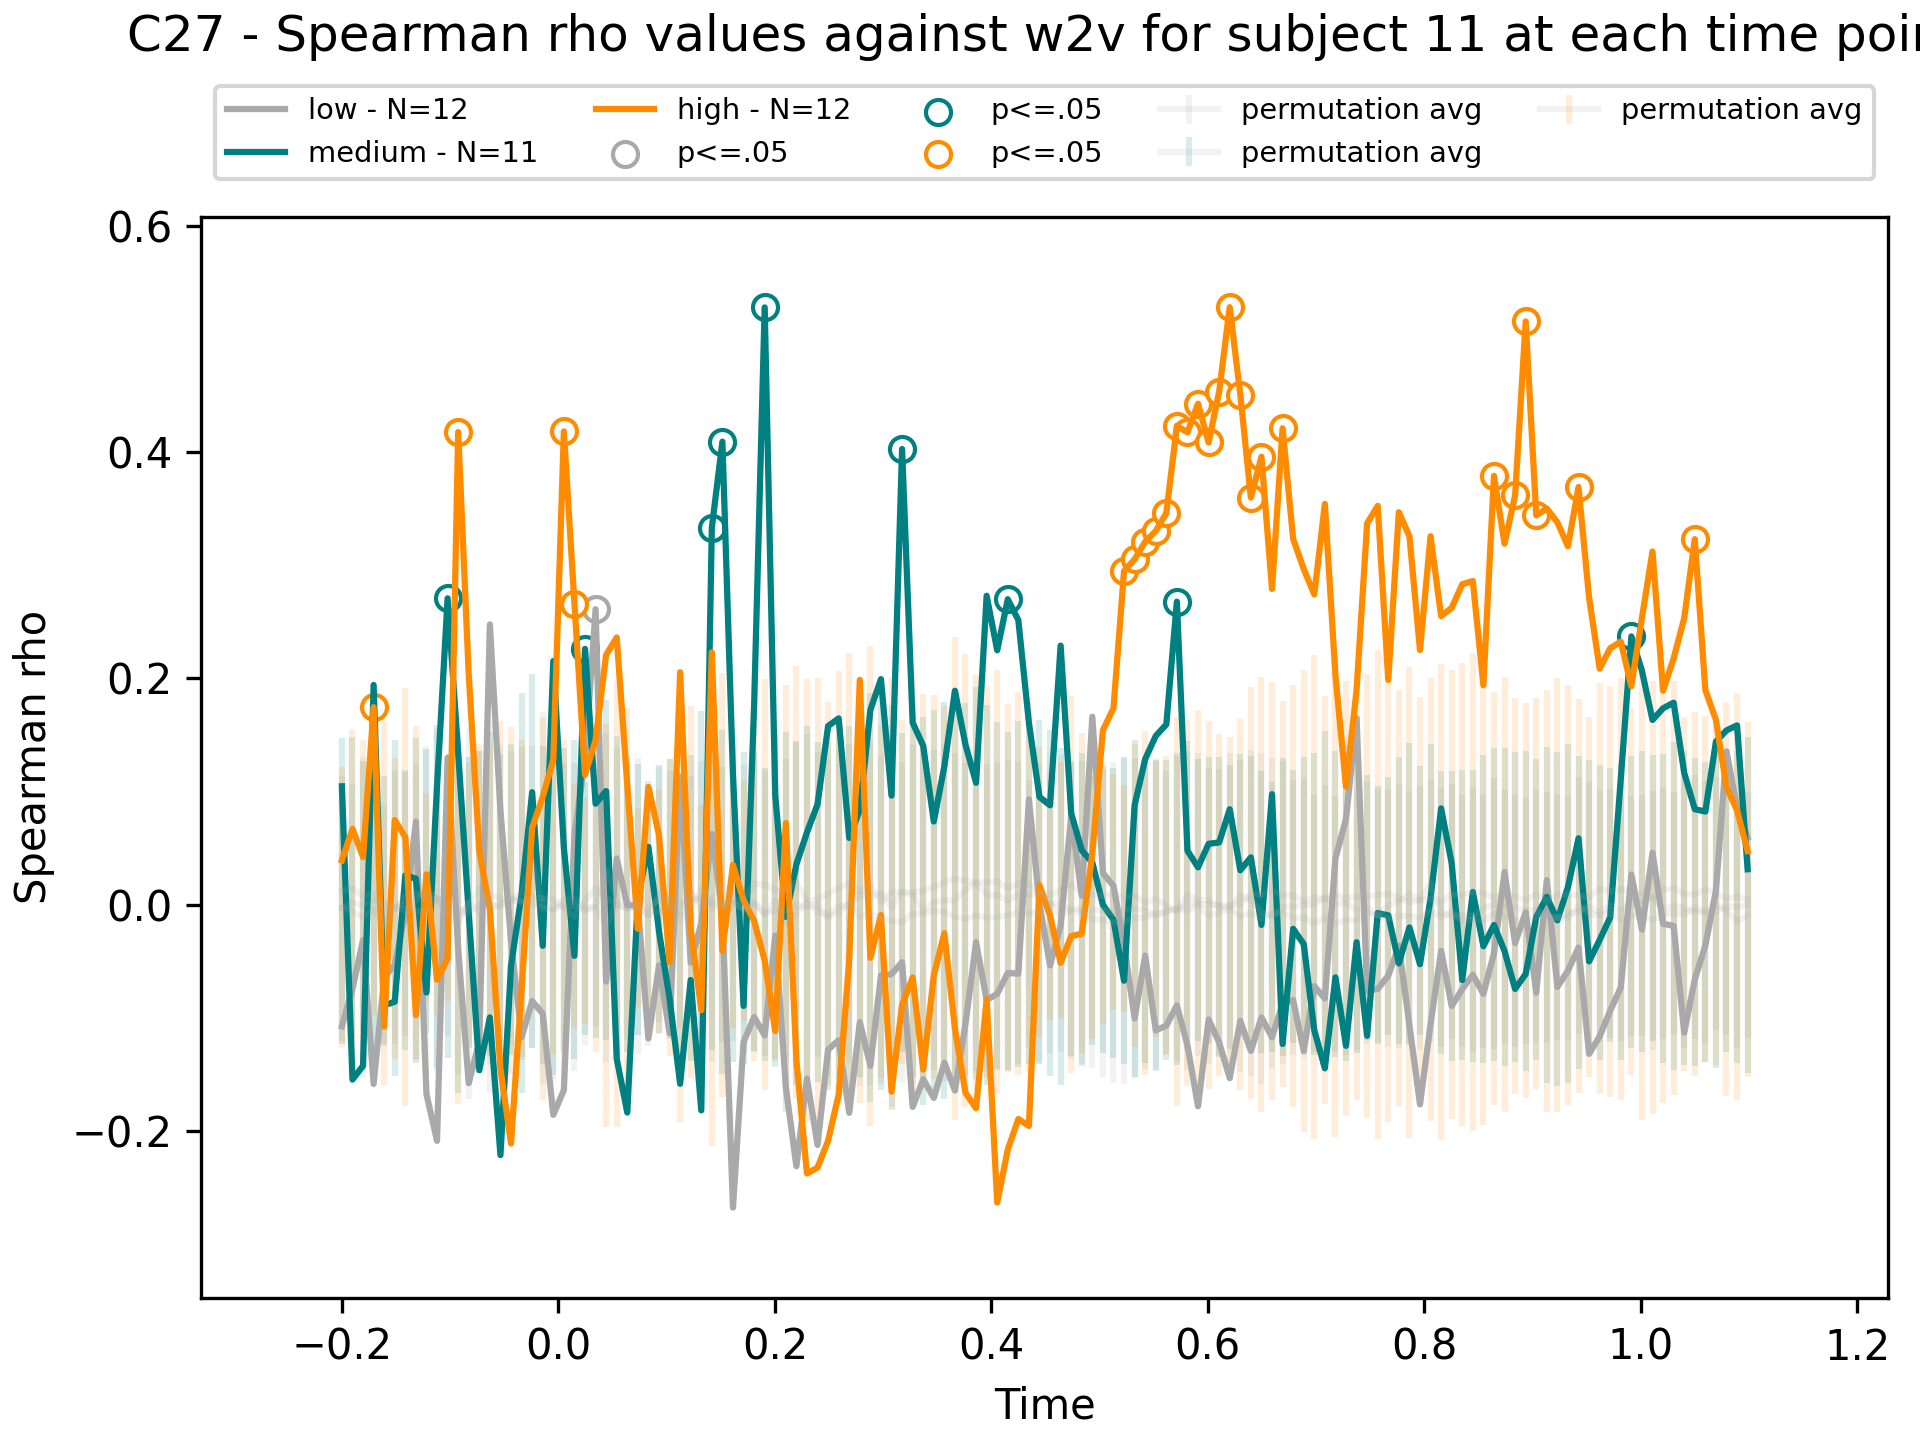 C27 - Spearman rho values against w2v for subject 11 at each time
low - N=12
medium - N=11
high - N=12
p<=.05
p<=.05
p<=.05
permutation avg
permutation avg
permutation avg
0.6
0.4
0.2
0.0
−0.2
Spearman rho
−0.2 0.0 0.2 0.4 0.6 0.8 1.0 1.2
Time